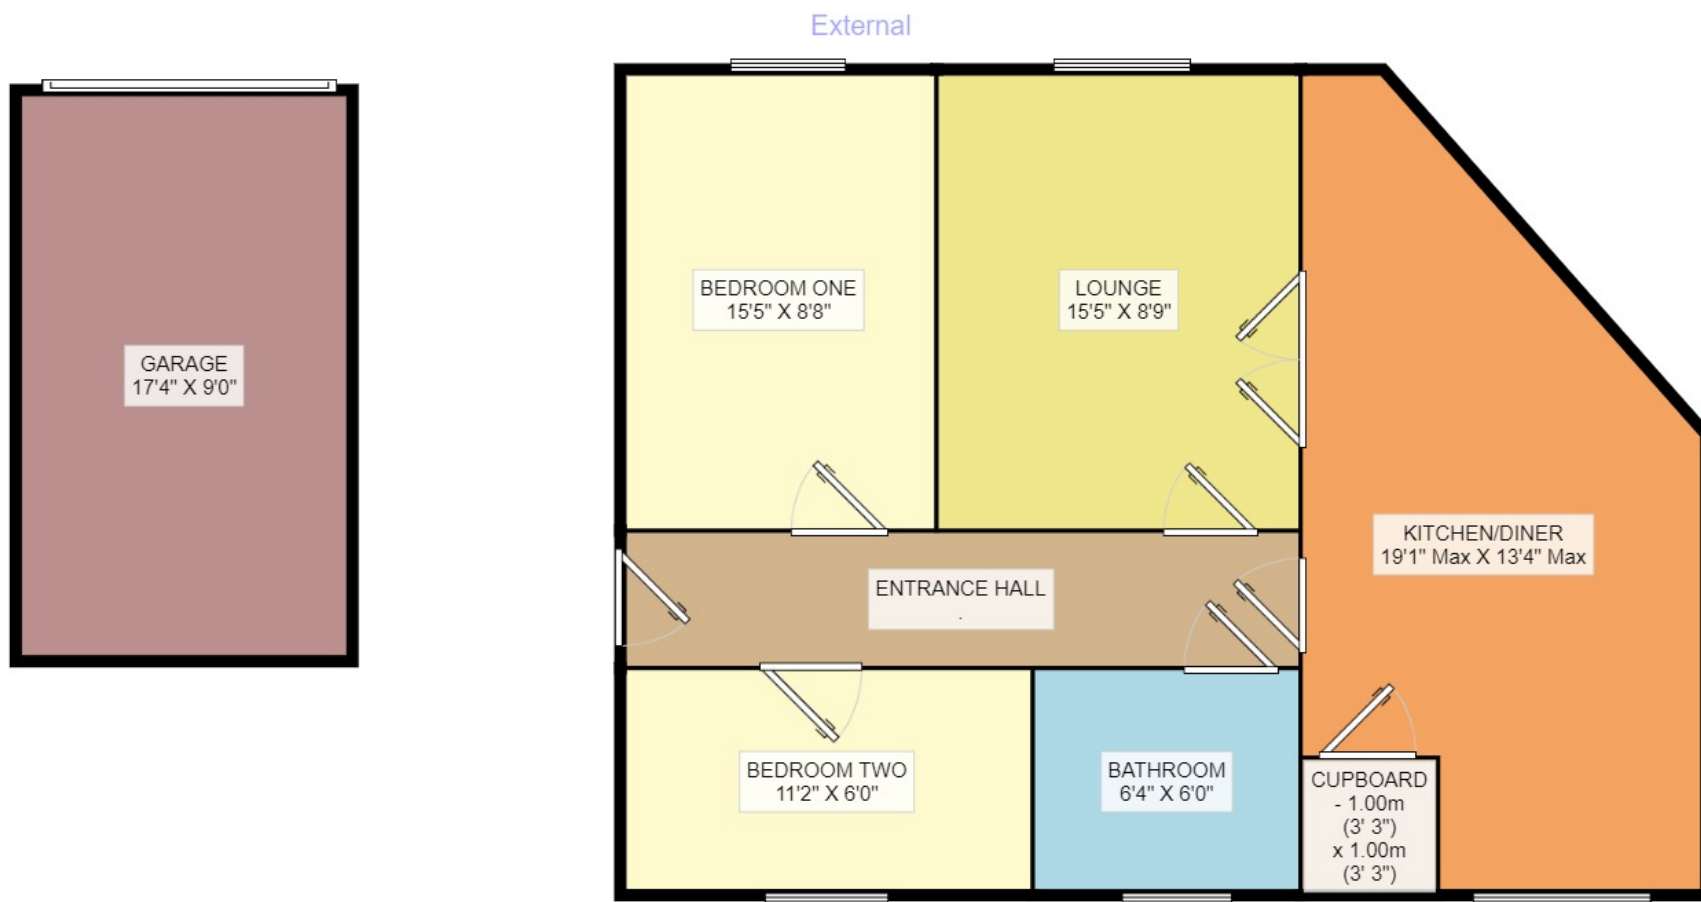 External
BEDROOM ONE
15'5" X 8'8"
LOUNGE
15'5" X 8'9"
GARAGE
17'4" X 9'0"
KITCHEN/DINER
19'1" Max X 13'4" Max
ENTRANCE HALL
.
BEDROOM TWO
11'2" X 6'0"
BATHROOM
6'4" X 6'0"
CUPBOARD
- 1.00m
(3' 3")
x 1.00m
(3' 3")